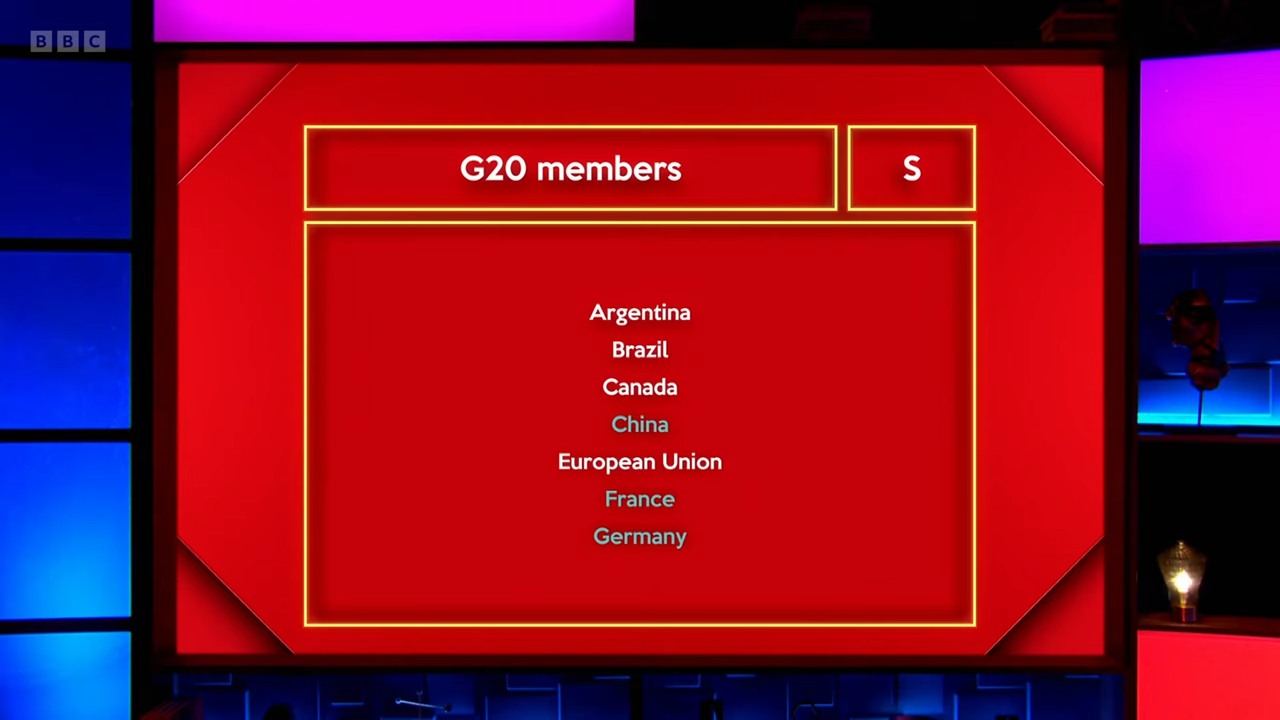 BBC
G20 members
S
Argentina
Brazil
Canada
China
European Union
France
Germany